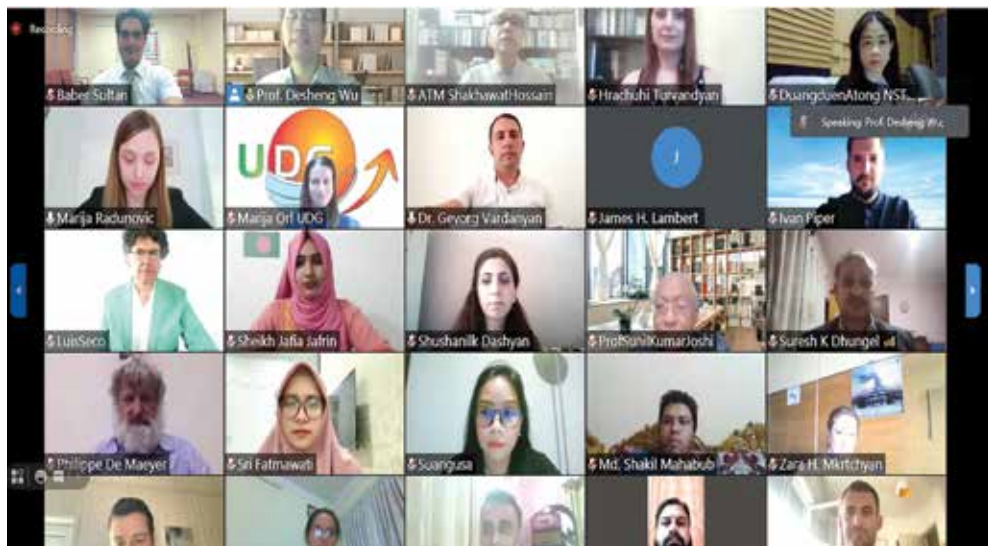 Recording
Baber Sultan
Prof. Desheng Wu
ATM ShakhawatHossain
Hrachuhi Turvandyan
DuangduenAtong NST...
Speaking: Prof. Desheng Wu;
Marija Radunovic
UDG
Marija Orl UDG
Dr. Gevorg Vardanyan
J
James H. Lambert
Ivan Piper
LuisSeco
Sheikh Jafia Jafrin
Shushanilk Dashyan
ProfSunilKumarJoshi
Suresh K Dhungel
Philippe De Maeyer
Sri Fatmawati
Suangusa
Md. Shakil Mahabub
Zara H. Mkrtchyan